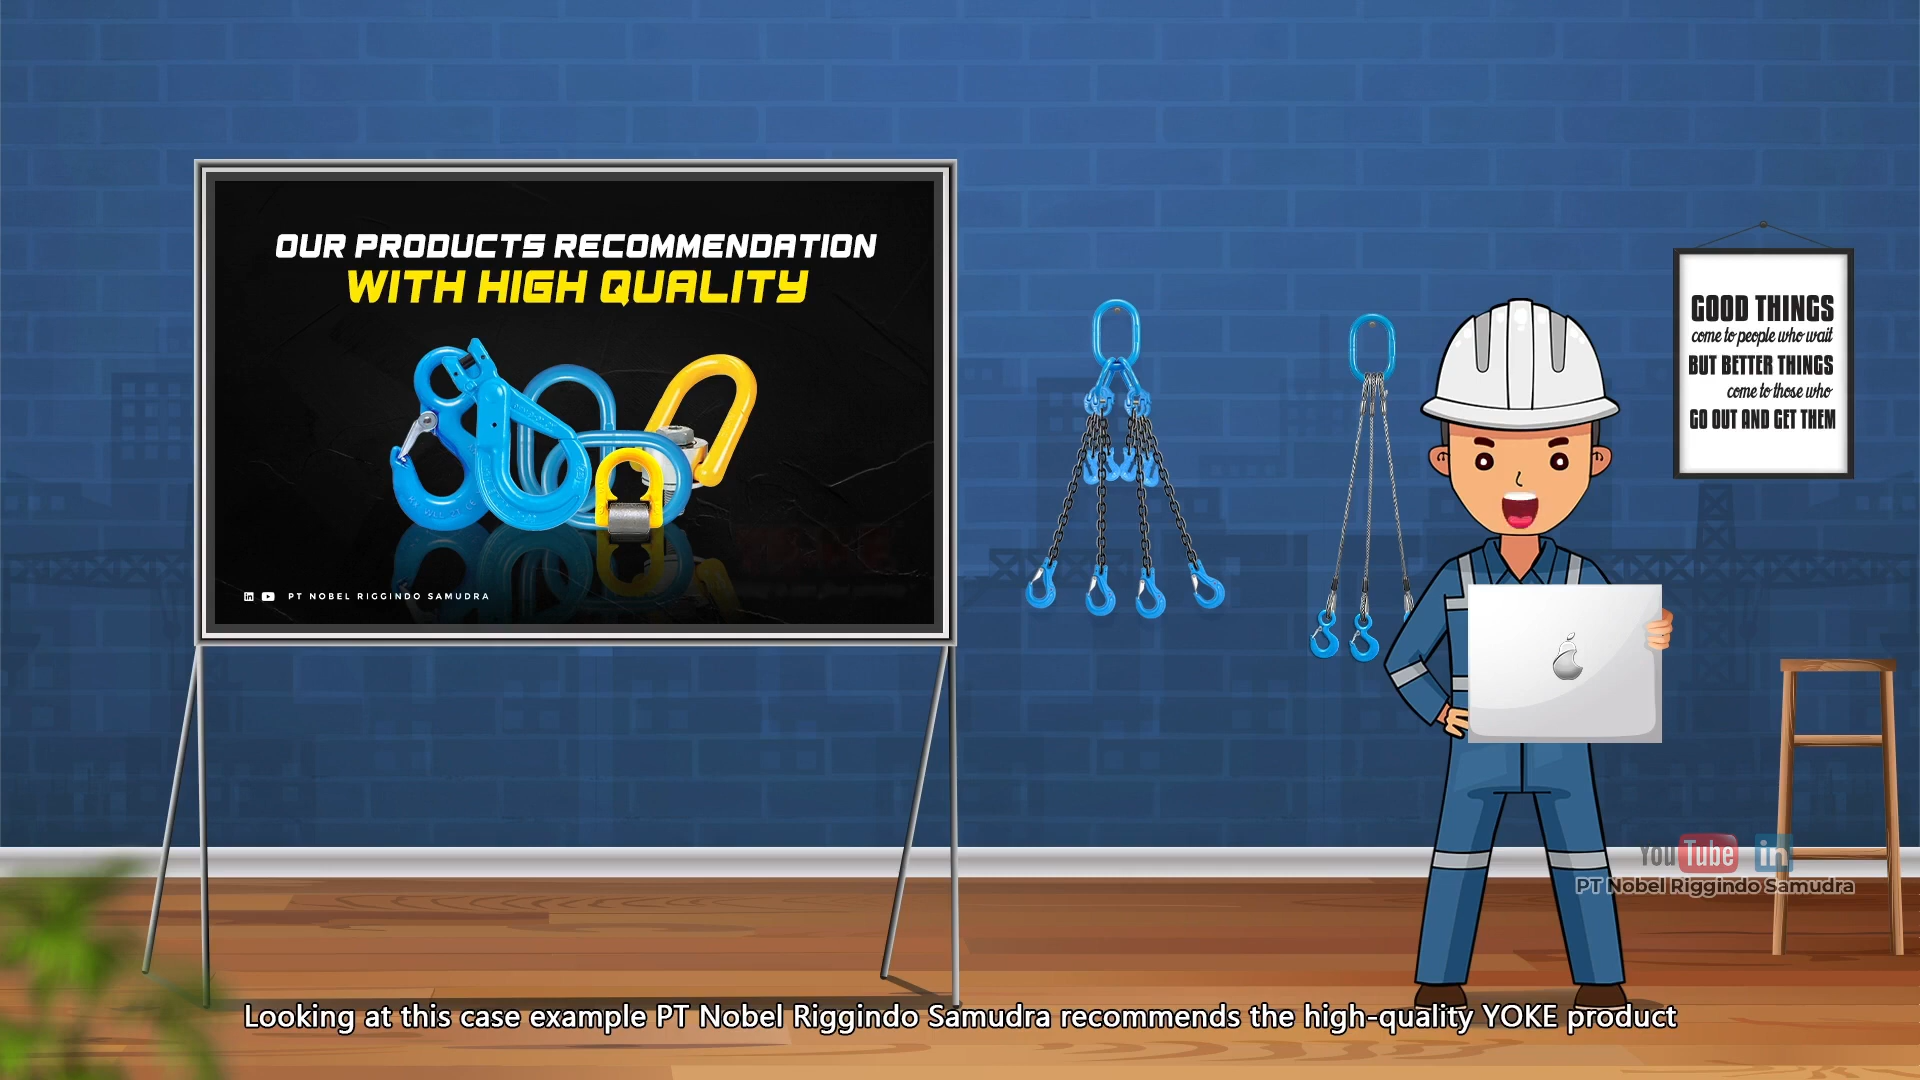 OUR PRODUCTS RECOMMENDATION
WITH HIGH QUALITY
in PT NOBEL RIGGINDO SAMUDRA
GOOD THINGS
come to people who wait
BUT BETTER THINGS
come to those who
GO OUT AND GET THEM
YouTube in
PT Nobel Riggindo Samudra
Looking at this case example PT Nobel Riggindo Samudra recommends the high-quality YOKE product